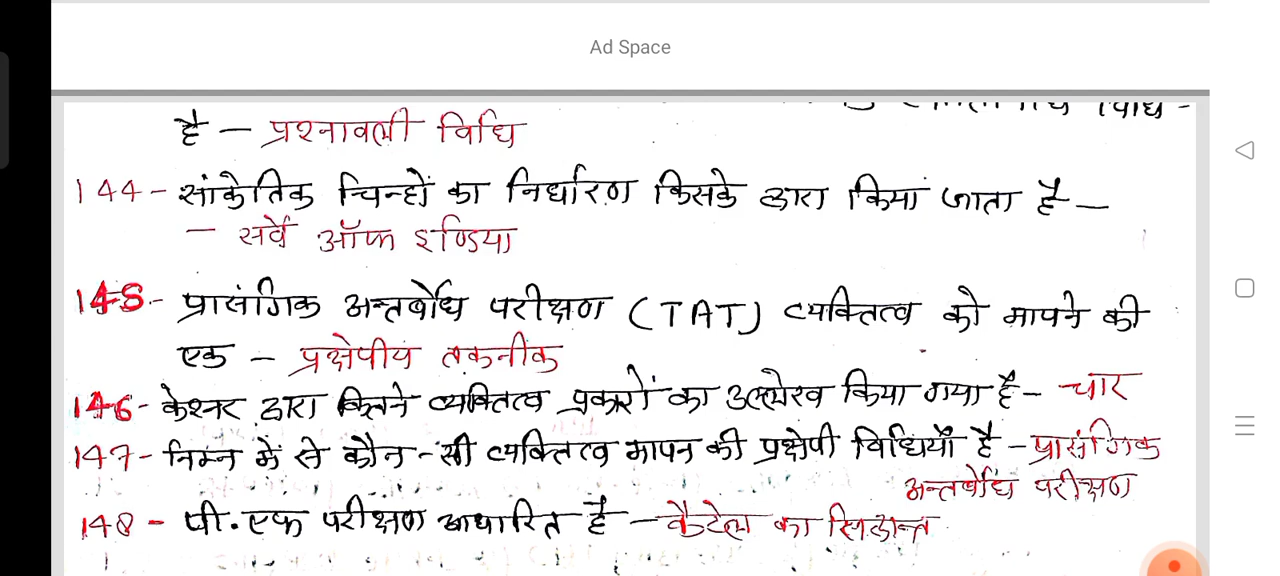 Ad Space
विधि -
है – प्रश्नावली विधि
144 - सांकेतिक चिन्हों का निर्धारण किसके द्वारा किया जाता है –
– सर्वे ऑफ इण्डिया
145 - प्रासंगिक अन्तर्बोध परीक्षण (TAT) व्यक्तित्व को मापने की
एक – प्रक्षेपीय तकनीक
146 - केश्नर द्वारा कितने व्यक्तित्व प्रकारों का उल्लेख किया गया है – चार
147 - निम्न में से कौन-सी व्यक्तित्व मापन की प्रक्षेपी विधियाँ है – प्रासंगिक
अन्तर्बोध परीक्षण
148 - पी.एफ परीक्षण आधारित है – कैटेल का सिद्धान्त